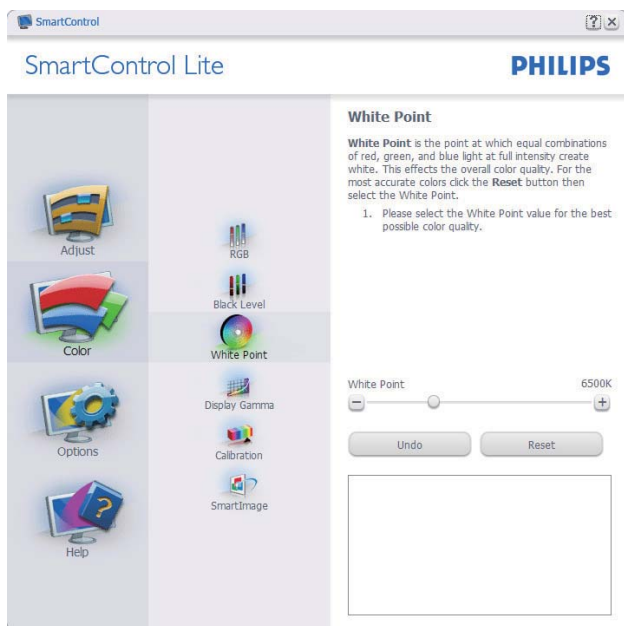 SmartControl
?
×
SmartControl Lite
PHILIPS
Adjust
Color
Options
Help
?
RGB
Black Level
White Point
Display Gamma
Calibration
SmartImage
White Point
White Point is the point at which equal combinations
of red, green, and blue light at full intensity create
white. This effects the overall color quality. For the
most accurate colors click the Reset button then
select the White Point.
1. Please select the White Point value for the best
possible color quality.
White Point 6500K
Undo Reset